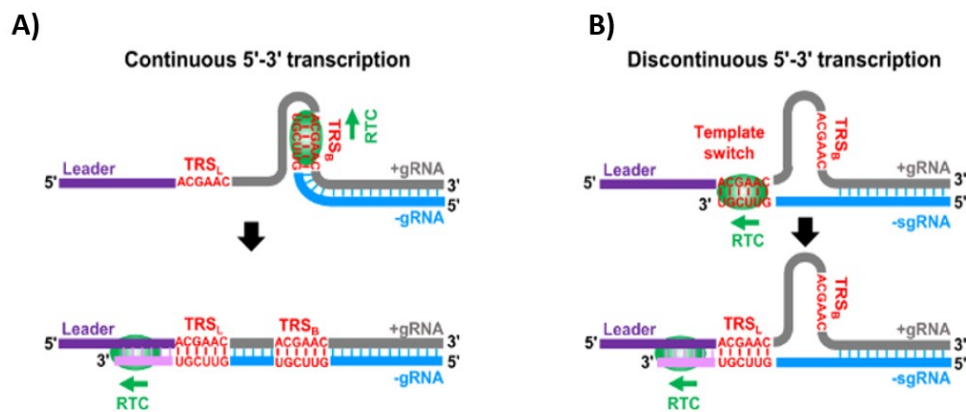 A)
Continuous 5'-3' transcription
UGCUUG
ACGAAC
TRSB
RTC
Leader
TRSL
5'
ACGAAC
+gRNA
3'
-gRNA
5'
Leader
TRSL
TRSB
+gRNA
5'
ACGAAC
ACGAAC
3'
3'
UGCUUG
UGCUUG
5'
-gRNA
RTC
B)
Discontinuous 5'-3' transcription
Template
switch
ACGAAC
TRSB
Leader
5'
ACGAAC
+gRNA
3'
3'
UGCUUG
5'
-sgRNA
RTC
ACGAAC
TRSB
Leader
TRSL
+gRNA
5'
ACGAAC
3'
3'
UGCUUG
5'
-sgRNA
RTC